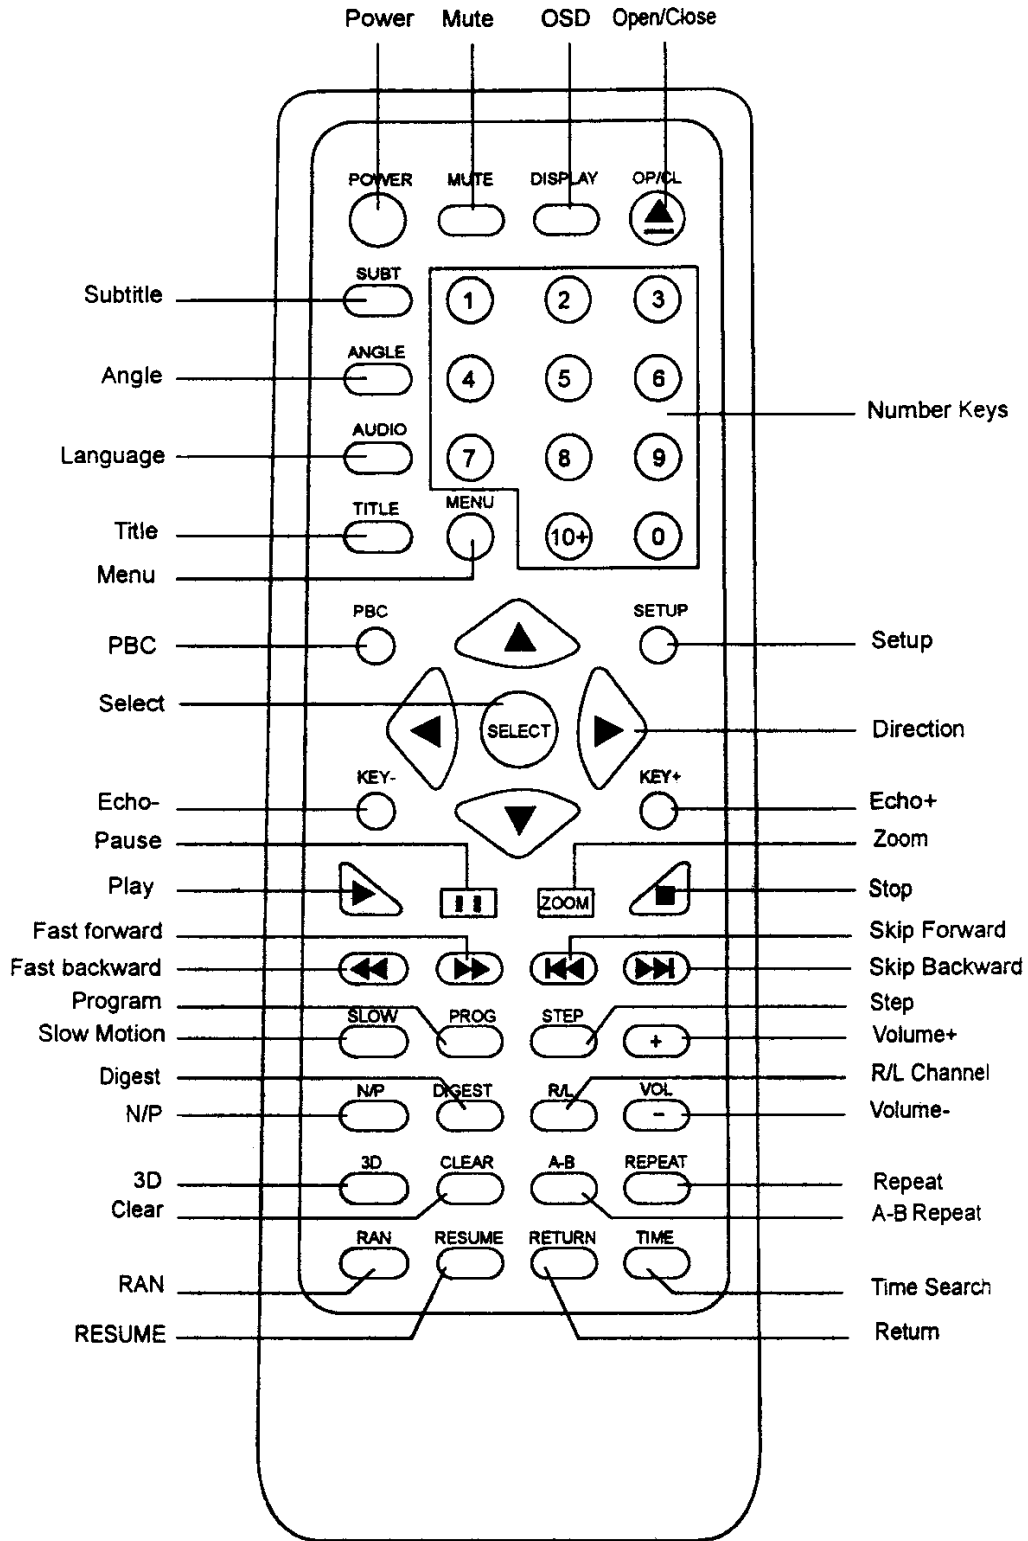 Power Mute OSD Open/Close
POWER MUTE DISPLAY OP/CL
SUBT
Subtitle
1 2 3
ANGLE
Angle
4 5 6
Number Keys
AUDIO
Language
7 8 9
TITLE MENU
Title
10+ 0
Menu
PBC SETUP
PBC
Setup
Select
SELECT
Direction
KEY- KEY+
Echo-
Echo+
Pause
Zoom
Play
ZOOM
Stop
Fast forward
Skip Forward
Fast backward
Skip Backward
Program
Step
SLOW PROG STEP
Slow Motion
+
Volume+
Digest
R/L Channel
N/P DIGEST R/L VOL
N/P
-
Volume-
3D CLEAR A-B REPEAT
3D
Repeat
Clear
A-B Repeat
RAN RESUME RETURN TIME
RAN
Time Search
RESUME
Return